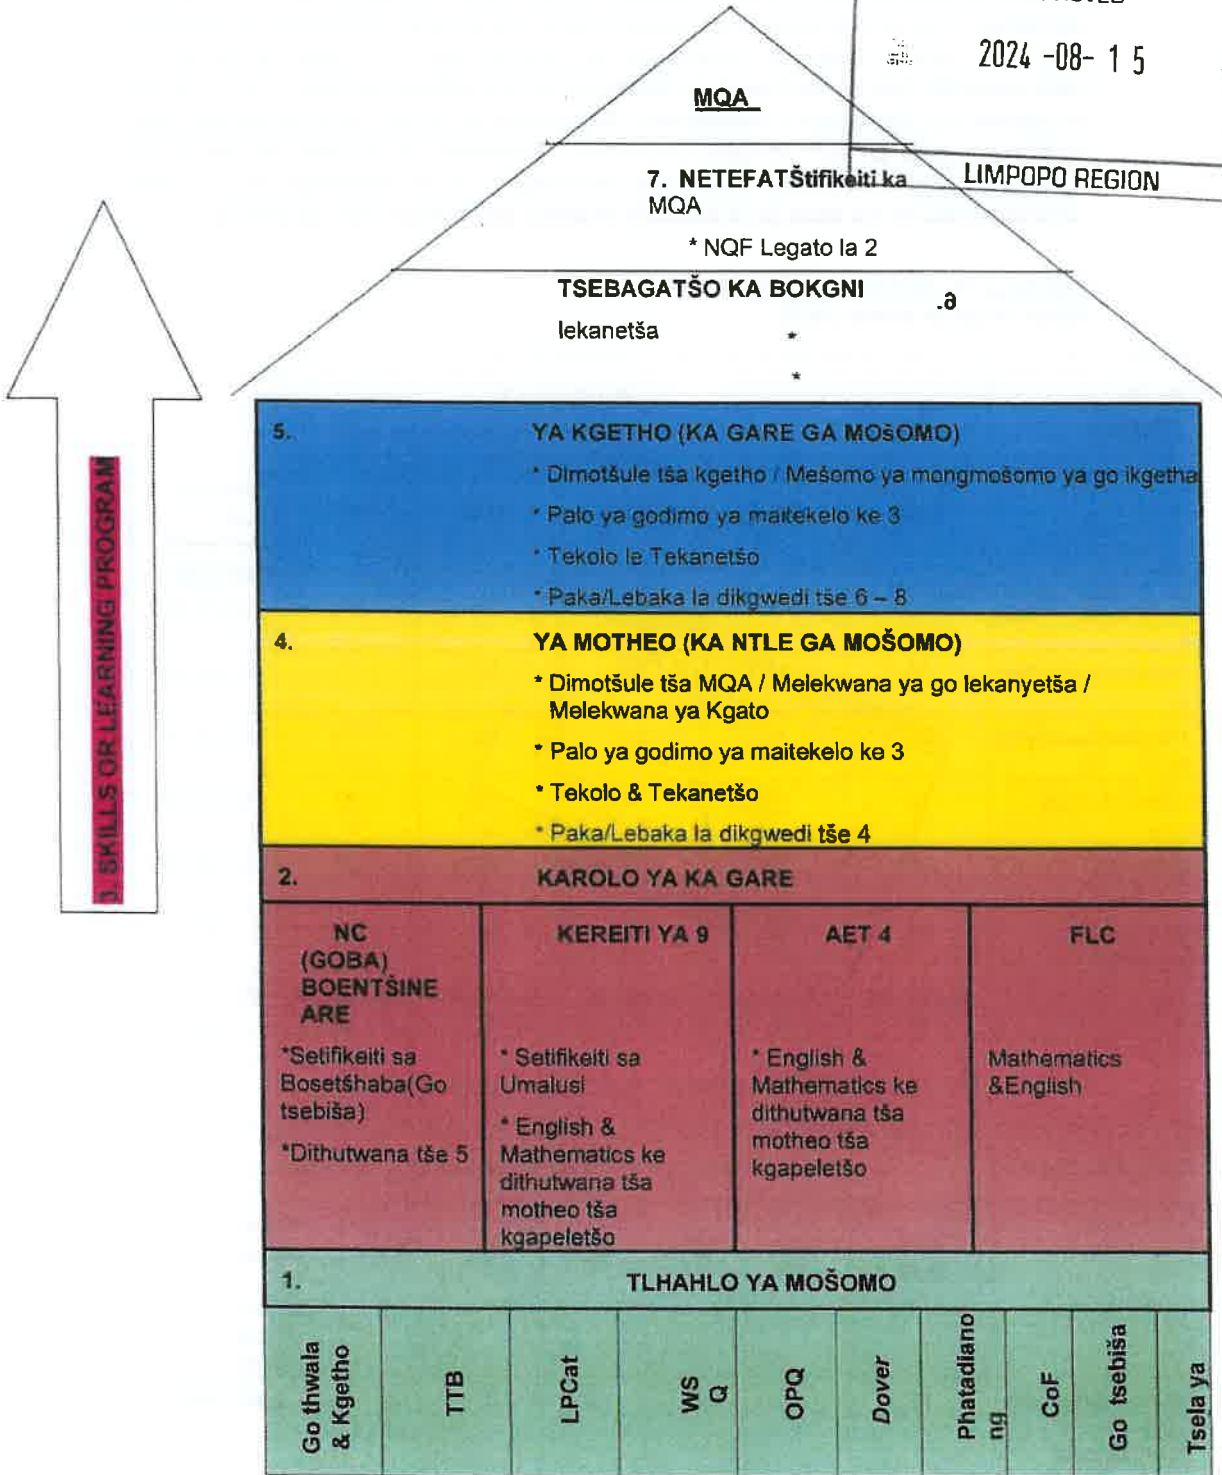 2024 -08- 1 5
LIMPOPO REGION
MQA
7. NETEFATŠtifikeiti ka
MQA
* NQF Legato la 2
TSEBAGATŠO KA BOKGNI
.a
lekanetša
*
*
3. SKILLS OR LEARNING PROGRAM
5.
YA KGETHO (KA GARE GA MOšOMO)
* Dimotšule tša kgetho / Mešomo ya mongmošomo ya go ikgetha
* Palo ya godimo ya maitekelo ke 3
* Tekolo le Tekanetšo
* Paka/Lebaka la dikgwedi tše 6 – 8
4.
YA MOTHEO (KA NTLE GA MOŠOMO)
* Dimotšule tša MQA / Melekwana ya go lekanyetša /
Melekwana ya Kgato
* Palo ya godimo ya maitekelo ke 3
* Tekolo & Tekanetšo
* Paka/Lebaka la dikgwedi tše 4
2.
KAROLO YA KA GARE
NC
(GOBA)
BOENTŠINE
ARE
*Setifikeiti sa
Bosetšhaba(Go
tsebiša)
*Dithutwana tše 5
KEREITI YA 9
* Setifikeiti sa
Umalusi
* English &
Mathematics ke
dithutwana tša
motheo tša
kgapeletšo
AET 4
* English &
Mathematics ke
dithutwana tša
motheo tša
kgapeletšo
FLC
Mathematics
&English
1.
TLHAHLO YA MOŠOMO
Go thwala
& Kgetho
TTB
LPCat
WS
Q
OPQ
Dover
Phatadiano
ng
CoF
Go tsebiša
Tsela ya